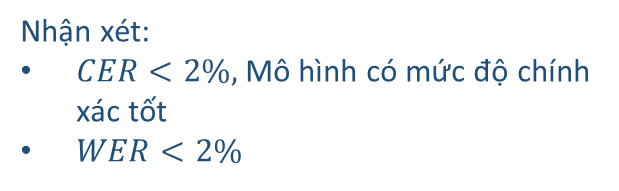 Nhận xét:
• CER < 2%, Mô hình có mức độ chính
xác tốt
• WER < 2%